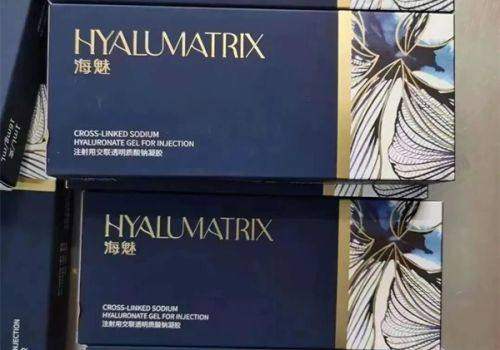 HYALUMATRIX
海魅
CROSS-LINKED SODIUM
HYALURONATE GEL FOR INJECTION
注射用交联透明质酸钠凝胶
HYALUMATRIX
海魅
CROSS-LINKED SODIUM
HYALURONATE GEL FOR INJECTION
注射用交联透明质酸钠凝胶